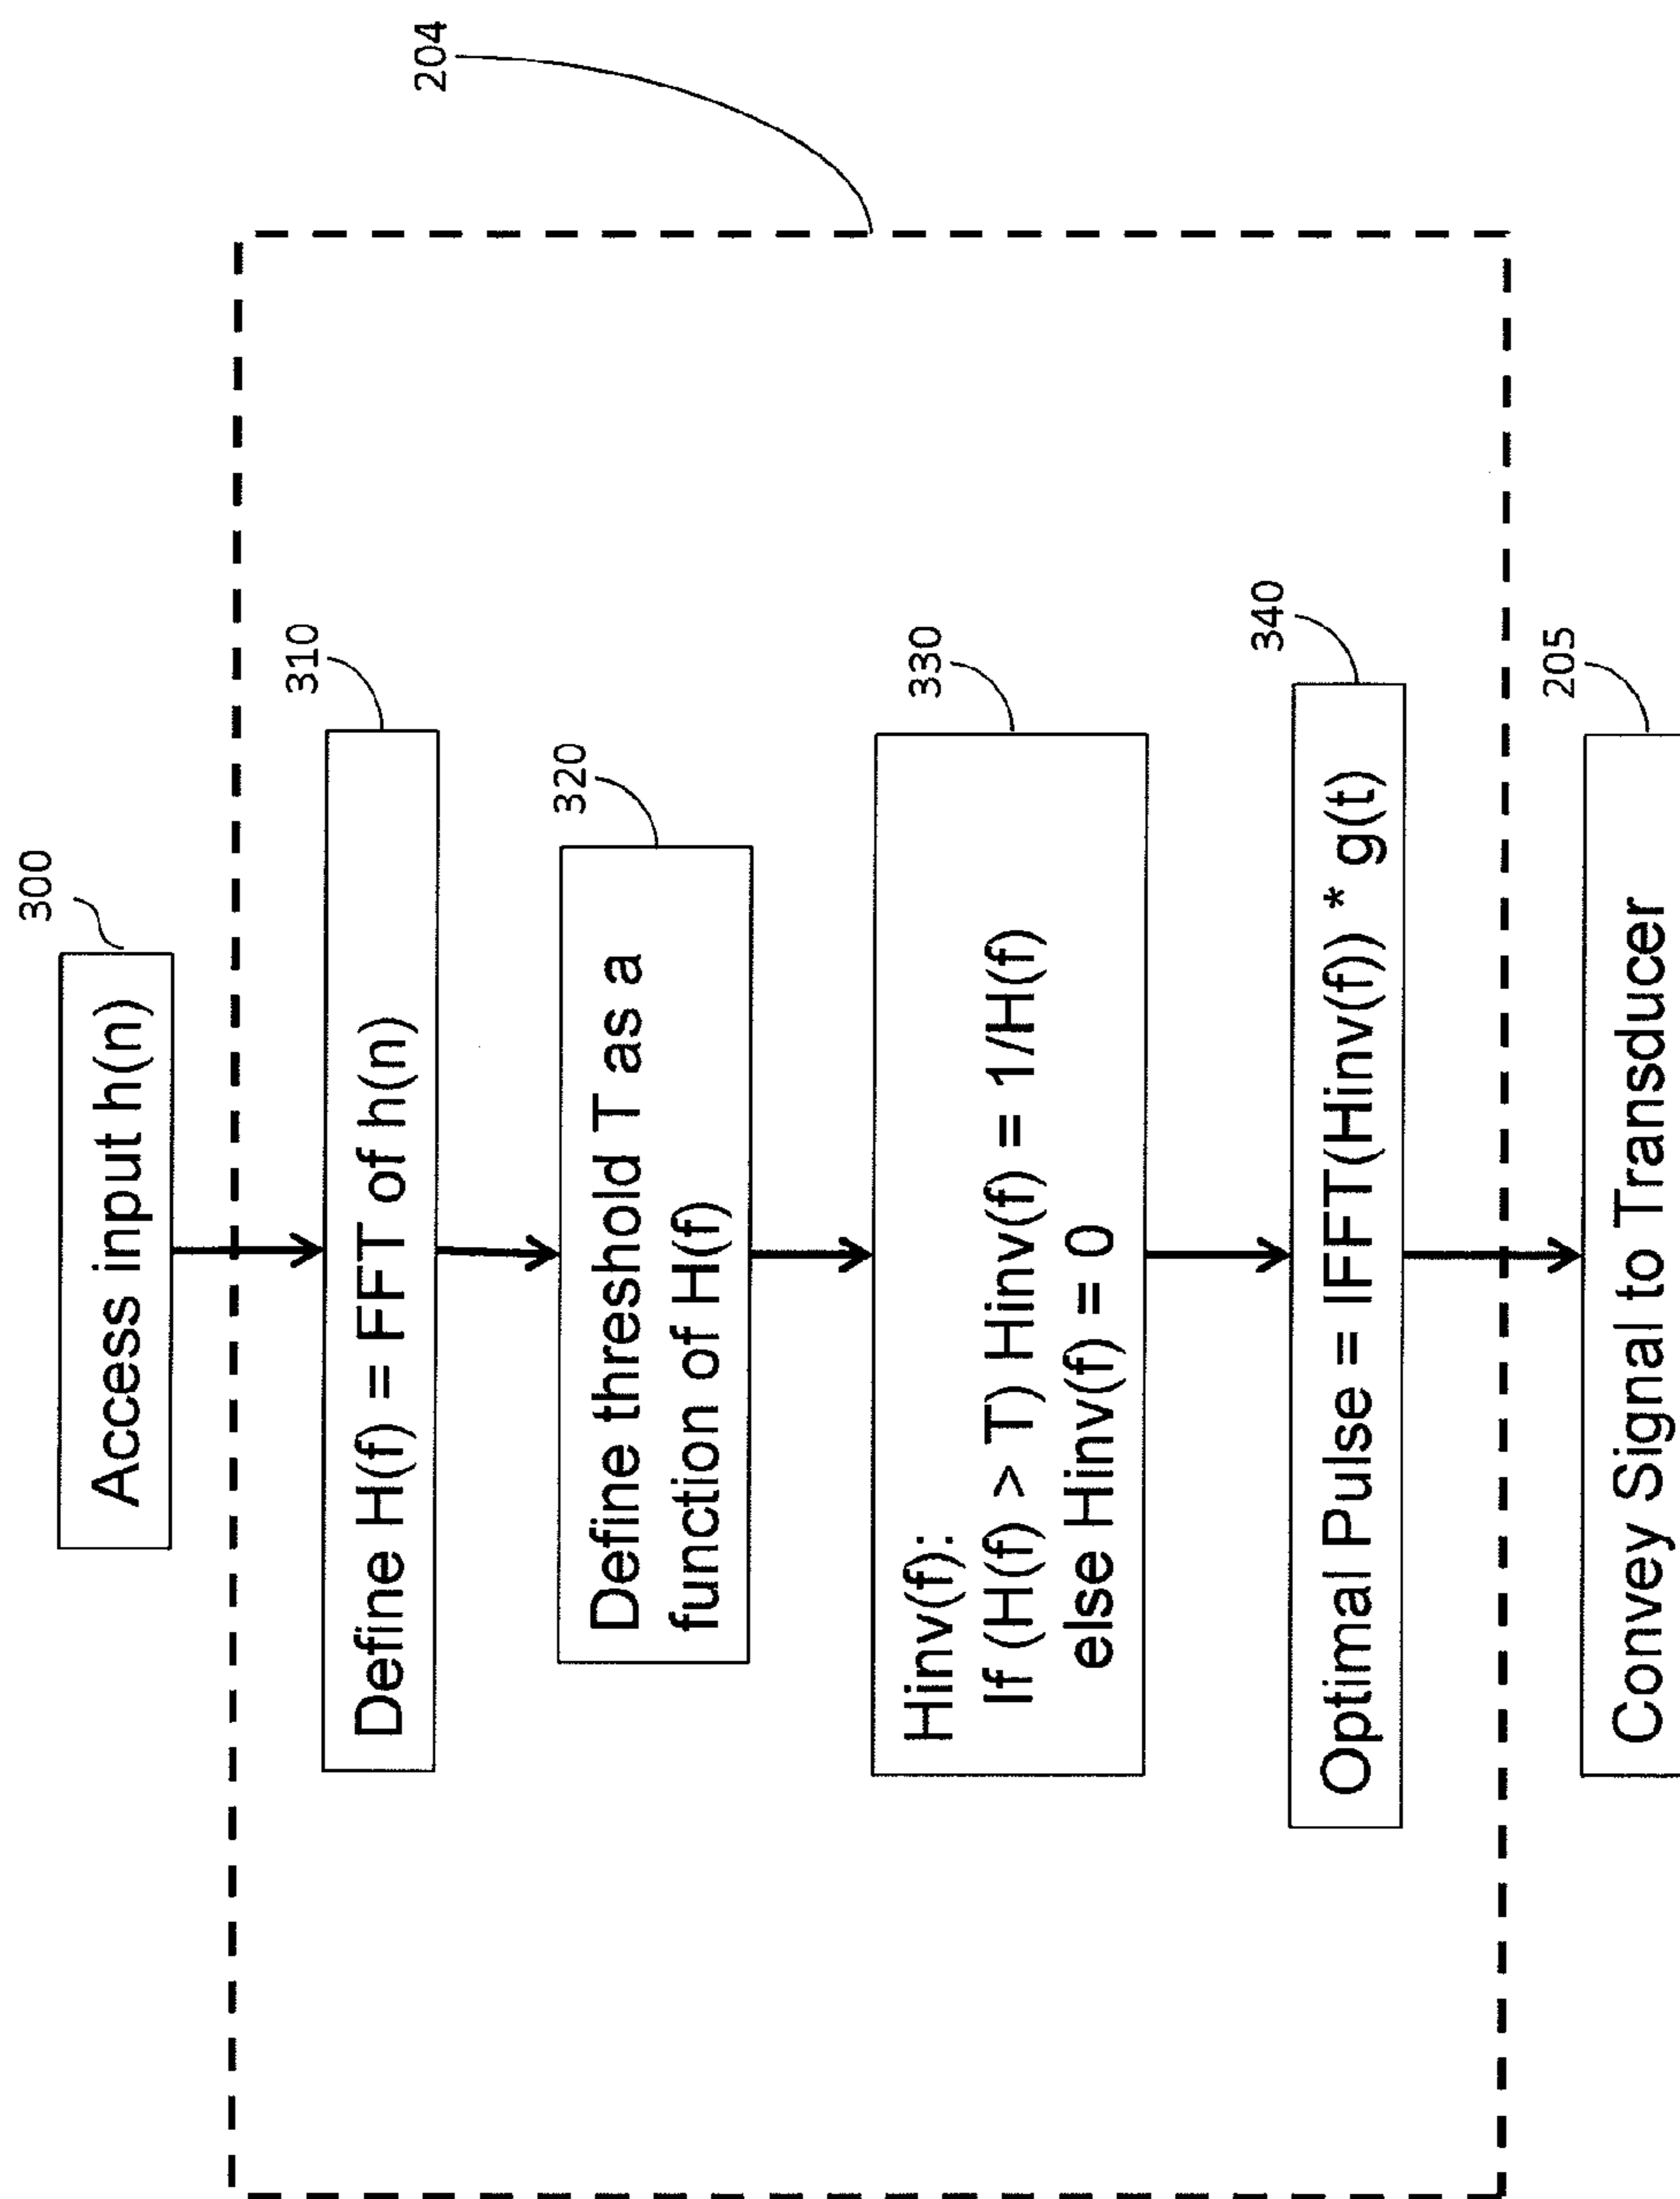 300
Access input h(n)
204
310
Define H(f) = FFT of h(n)
320
Define threshold T as a
function of H(f)
330
Hinv(f):
If (H(f) > T) Hinv(f) = 1/H(f)
else Hinv(f) = 0
340
Optimal Pulse = IFFT(Hinv(f)) * g(t)
205
Convey Signal to Transducer